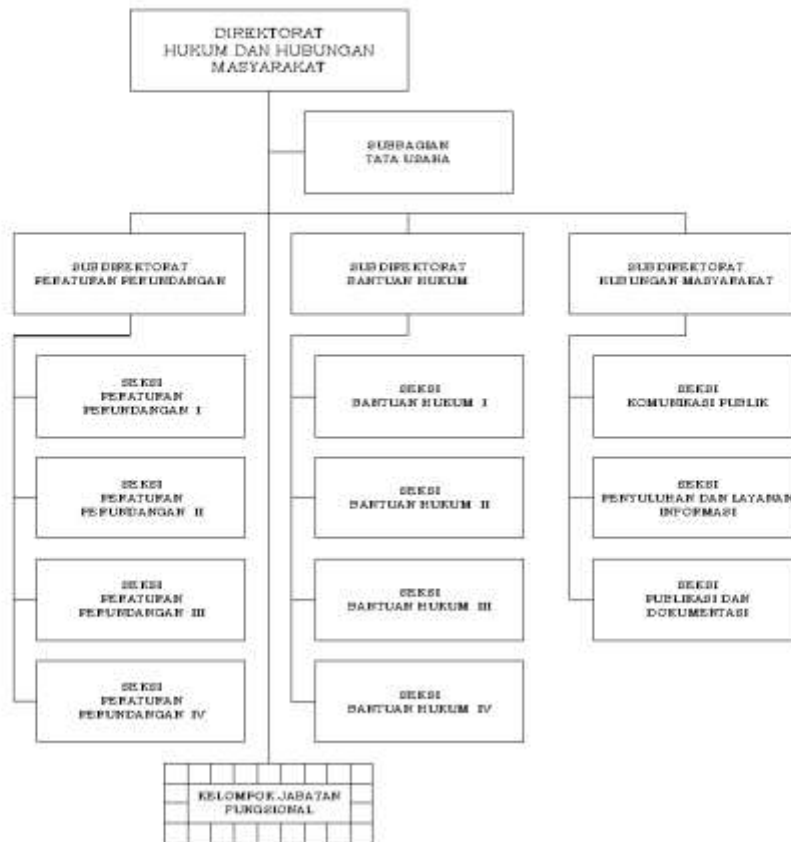 DIREKTORAT
HUKUM DAN HUBUNGAN
MASYARAKAT
SUBBAGIAN
TATA USAHA
SUBDIREKTORAT
PERATURAN PERUNDANGAN
SUBDIREKTORAT
BANTUAN HUKUM
SUBDIREKTORAT
HUBUNGAN MASYARAKAT
SEKSI
PERATURAN
PERUNDANGAN I
SEKSI
BANTUAN HUKUM I
SEKSI
KOMUNIKASI PUBLIK
SEKSI
PERATURAN
PERUNDANGAN II
SEKSI
BANTUAN HUKUM II
SEKSI
PENYULUHAN DAN LAYANAN
INFORMASI
SEKSI
PERATURAN
PERUNDANGAN III
SEKSI
BANTUAN HUKUM III
SEKSI
PUBLIKASI DAN
DOKUMENTASI
SEKSI
PERATURAN
PERUNDANGAN IV
SEKSI
BANTUAN HUKUM IV
KELOMPOK JABATAN
FUNGSIONAL